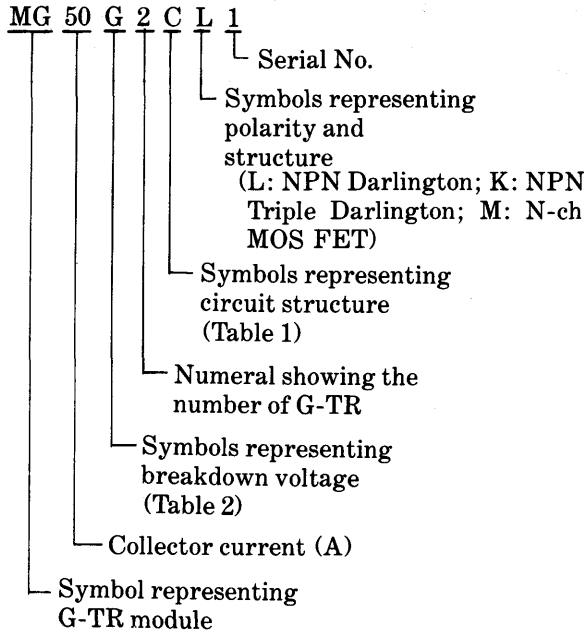 MG 50 G 2 C L 1
Serial No.
Symbols representing
polarity and
structure
(L: NPN Darlington; K: NPN
Triple Darlington; M: N-ch
MOS FET)
Symbols representing
circuit structure
(Table 1)
Numeral showing the
number of G-TR
Symbols representing
breakdown voltage
(Table 2)
Collector current (A)
Symbol representing
G-TR module